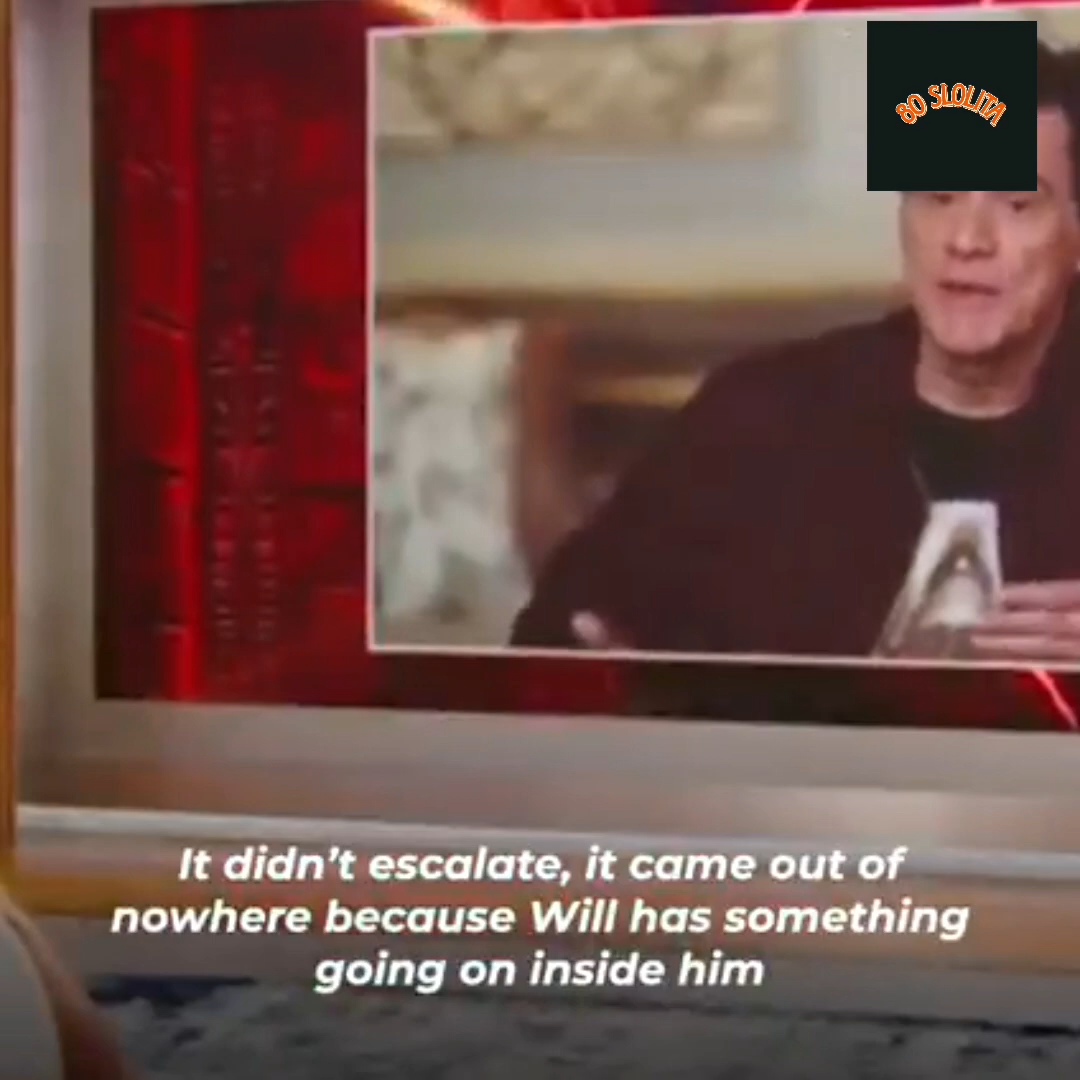 80 SLOLITA
It didn’t escalate, it came out of
nowhere because Will has something
going on inside him